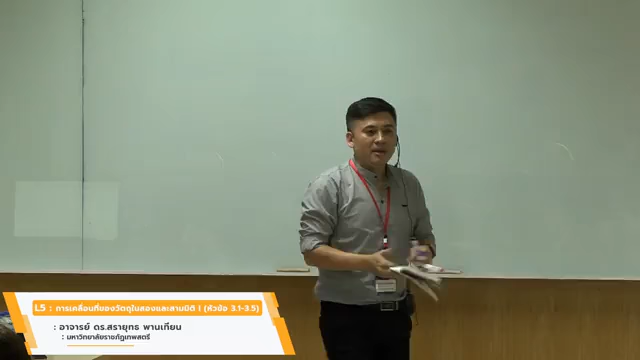 L5 : การเคลื่อนที่ของวัตถุในสองและสามมิติ I (หัวข้อ 3.1-3.5)
: อาจารย์ ดร.สรายุทธ พานเทียน
: มหาวิทยาลัยราชภัฏเทพสตรี